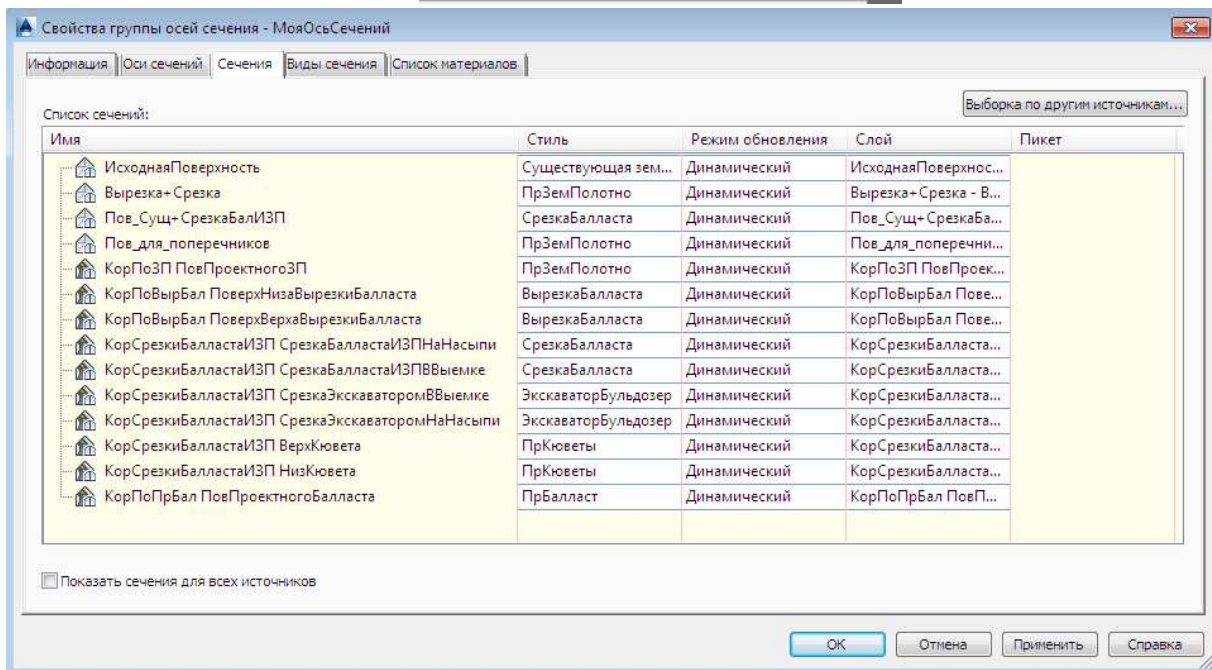 Свойства группы осей сечения - МояОсьСечений
Информация Оси сечений Сечения Виды сечения Список материалов
Выборка по другим источникам...
Список сечений:
Имя Стиль Режим обновления Слой Пикет
ИсходнаяПоверхность Существующая зем... Динамический ИсходнаяПоверхнос...
Вырезка+Срезка ПрЗемПолотно Динамический Вырезка+Срезка - В...
Пов_Сущ+СрезкаБалИЗП СрезкаБалласта Динамический Пов_Сущ+СрезкаБа...
Пов_для_поперечников ПрЗемПолотно Динамический Пов_для_поперечни...
КорПоЗП ПовПроектногоЗП ПрЗемПолотно Динамический КорПоЗП ПовПроек...
КорПоВырБал ПоверхНизаВырезкиБалласта ВырезкаБалласта Динамический КорПоВырБал Пове...
КорПоВырБал ПоверхВерхаВырезкиБалласта ВырезкаБалласта Динамический КорПоВырБал Пове...
КорСрезкиБалластаИЗП СрезкаБалластаИЗПНаНасыпи СрезкаБалласта Динамический КорСрезкиБалласта...
КорСрезкиБалластаИЗП СрезкаБалластаИЗПВВыемке СрезкаБалласта Динамический КорСрезкиБалласта...
КорСрезкиБалластаИЗП СрезкаЭкскаваторомВВыемке ЭкскаваторБульдозер Динамический КорСрезкиБалласта...
КорСрезкиБалластаИЗП СрезкаЭкскаваторомНаНасыпи ЭкскаваторБульдозер Динамический КорСрезкиБалласта...
КорСрезкиБалластаИЗП ВерхКювета ПрКюветы Динамический КорСрезкиБалласта...
КорСрезкиБалластаИЗП НизКювета ПрКюветы Динамический КорСрезкиБалласта...
КорПоПрБал ПовПроектногоБалласта ПрБалласт Динамический КорПоПрБал ПовП...
Показать сечения для всех источников
OK Отмена Применить Справка